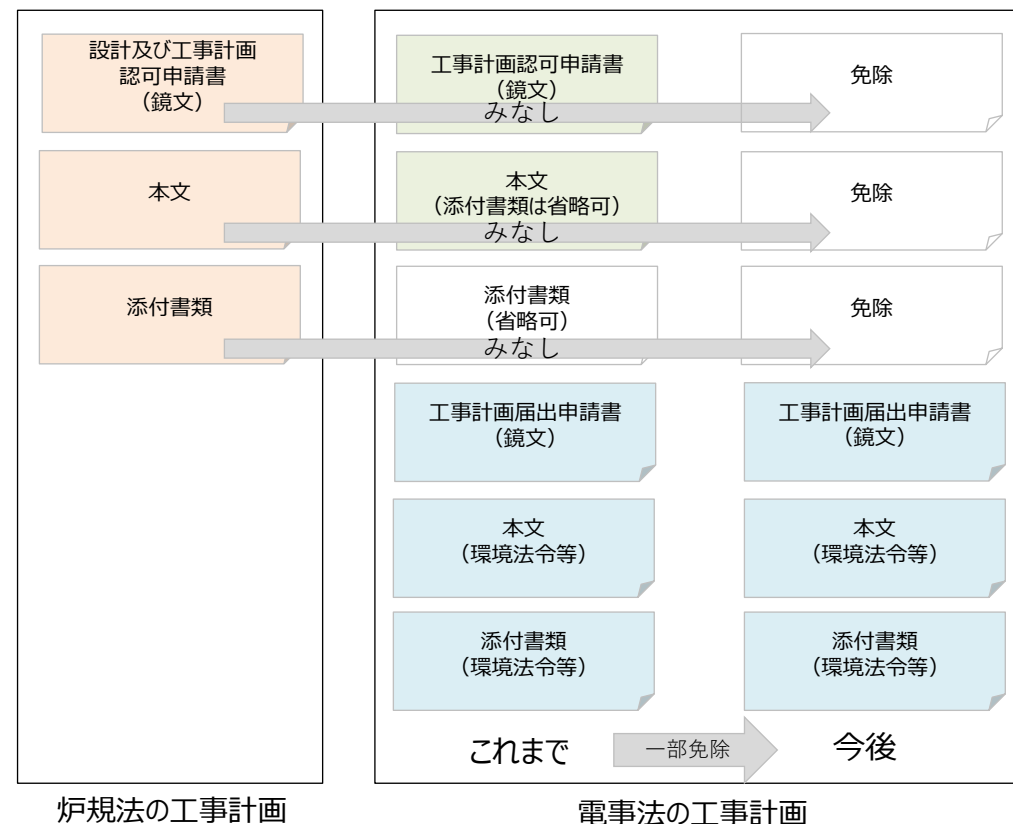 設計及び工事計画
認可申請書
（鏡文）
工事計画認可申請書
（鏡文）
免除
みなし
本文
本文
（添付書類は省略可）
免除
みなし
添付書類
添付書類
（省略可）
免除
みなし
工事計画届出申請書
（鏡文）
工事計画届出申請書
（鏡文）
本文
（環境法令等）
本文
（環境法令等）
添付書類
（環境法令等）
添付書類
（環境法令等）
これまで
一部免除
今後
炉規法の工事計画
電事法の工事計画